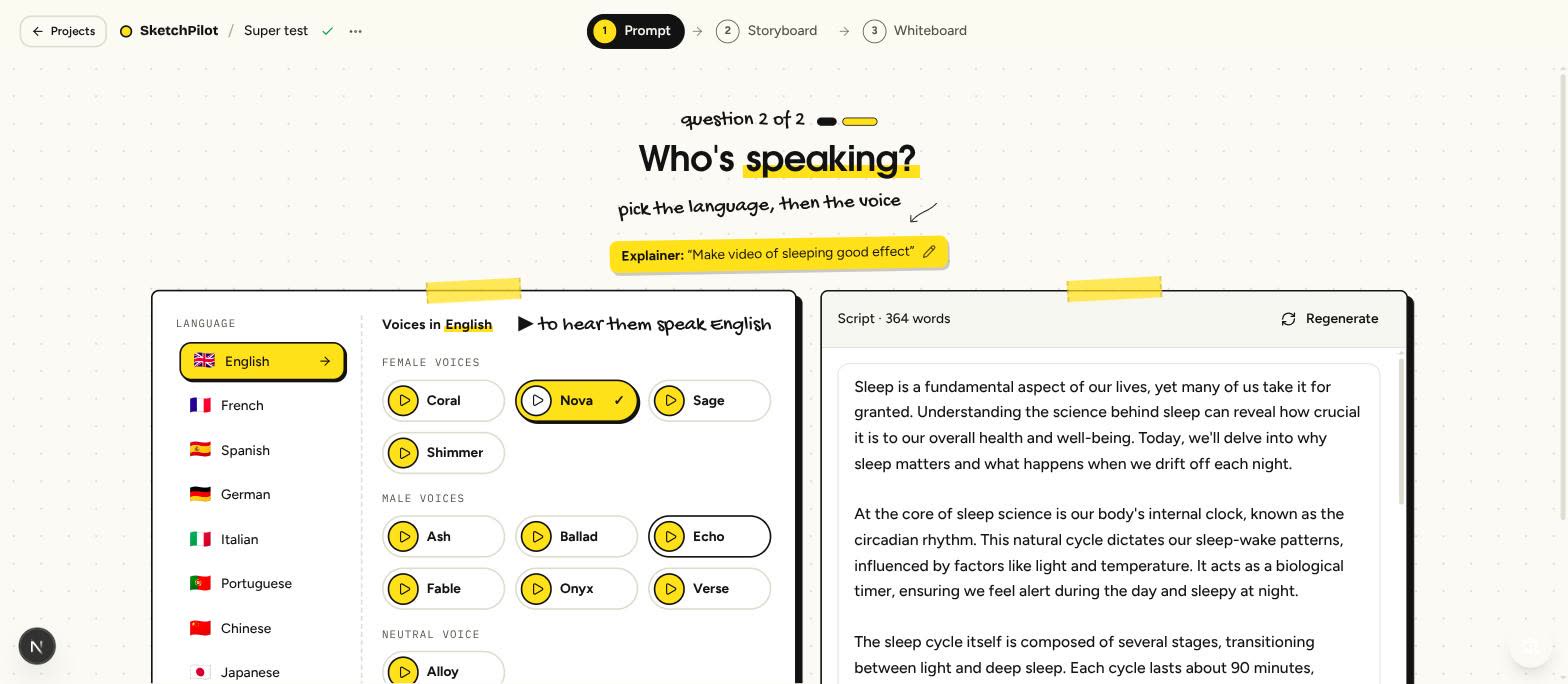 Projects
SketchPilot / Super test
1 Prompt → 2 Storyboard → 3 Whiteboard
question 2 of 2
Who's speaking?
pick the language, then the voice
Explainer: “Make video of sleeping good effect”
LANGUAGE
English
French
Spanish
German
Italian
Portuguese
Chinese
Japanese
Voices in English
▶ to hear them speak English
FEMALE VOICES
Coral
Nova ✓
Sage
Shimmer
MALE VOICES
Ash
Ballad
Echo
Fable
Onyx
Verse
NEUTRAL VOICE
Alloy
Script · 364 words
Regenerate
Sleep is a fundamental aspect of our lives, yet many of us take it for
granted. Understanding the science behind sleep can reveal how crucial
it is to our overall health and well-being. Today, we'll delve into why
sleep matters and what happens when we drift off each night.
At the core of sleep science is our body's internal clock, known as the
circadian rhythm. This natural cycle dictates our sleep-wake patterns,
influenced by factors like light and temperature. It acts as a biological
timer, ensuring we feel alert during the day and sleepy at night.
The sleep cycle itself is composed of several stages, transitioning
between light and deep sleep. Each cycle lasts about 90 minutes,
N